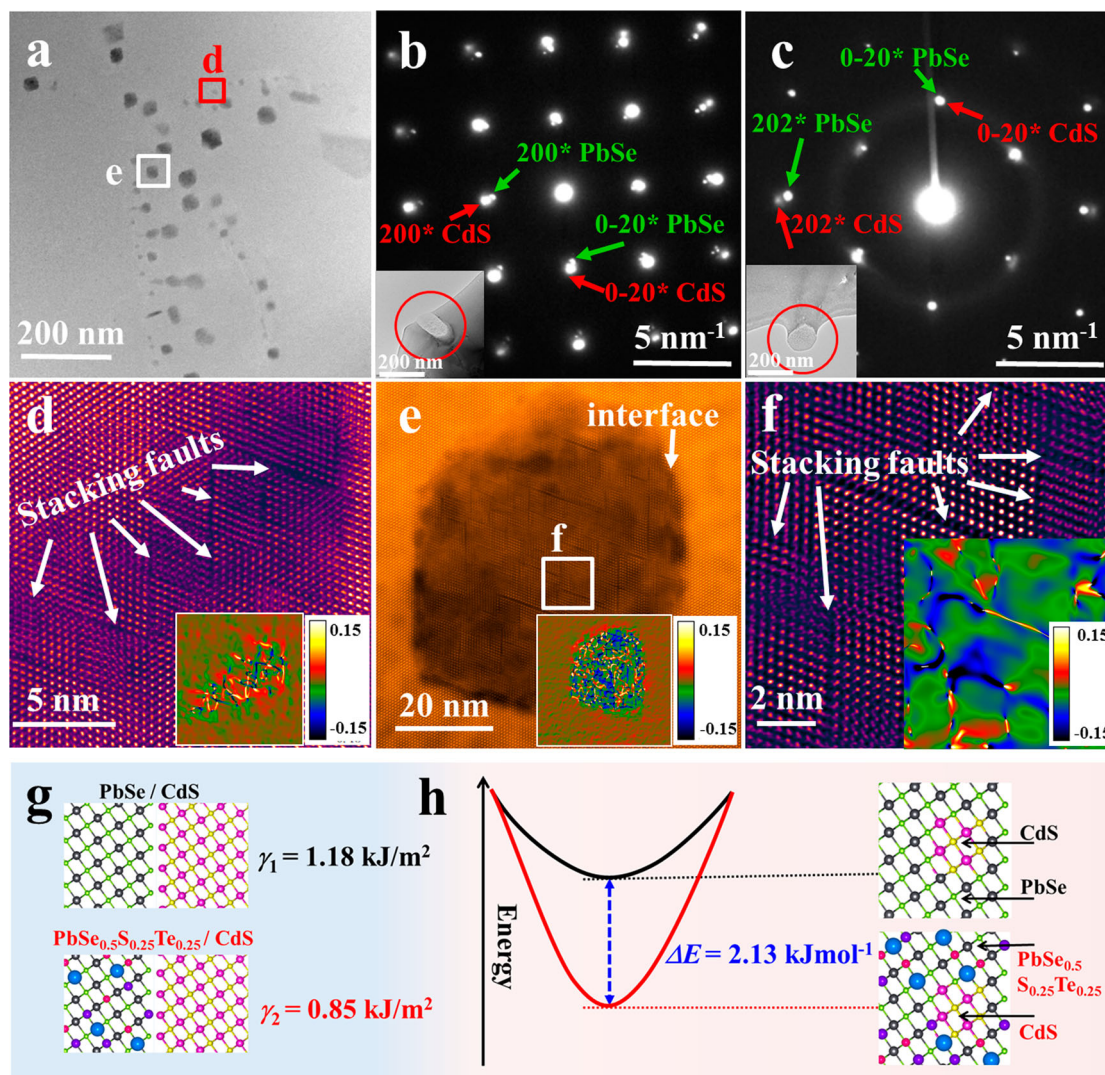 a
d
e
200 nm
b
200* PbSe
200* CdS
0-20* PbSe
0-20* CdS
200 nm
5 nm-1
c
0-20* PbSe
202* PbSe
0-20* CdS
202* CdS
200 nm
5 nm-1
d
Stacking faults
5 nm
0.15
-0.15
e
interface
f
20 nm
0.15
-0.15
f
Stacking faults
2 nm
0.15
-0.15
g
PbSe / CdS
γ1 = 1.18 kJ/m2
PbSe0.5S0.25Te0.25 / CdS
γ2 = 0.85 kJ/m2
h
Energy
ΔE = 2.13 kJmol-1
CdS
PbSe
PbSe0.5
S0.25Te0.25
CdS